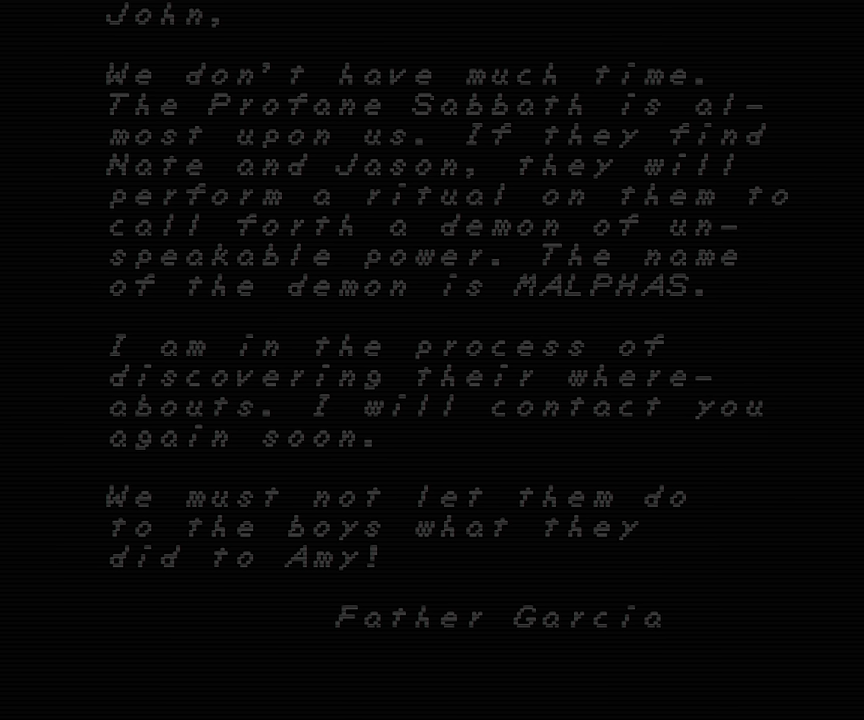 John,
We don't have much time.
The Profane Sabbath is al-
most upon us. If they find
Nate and Jason, they will
perform a ritual on them to
call forth a demon of un-
speakable power. The name
of the demon is MALPHAS.
I am in the process of
discovering their where-
abouts. I will contact you
again soon.
We must not let them do
to the boys what they
did to Amy!
Father Garcia